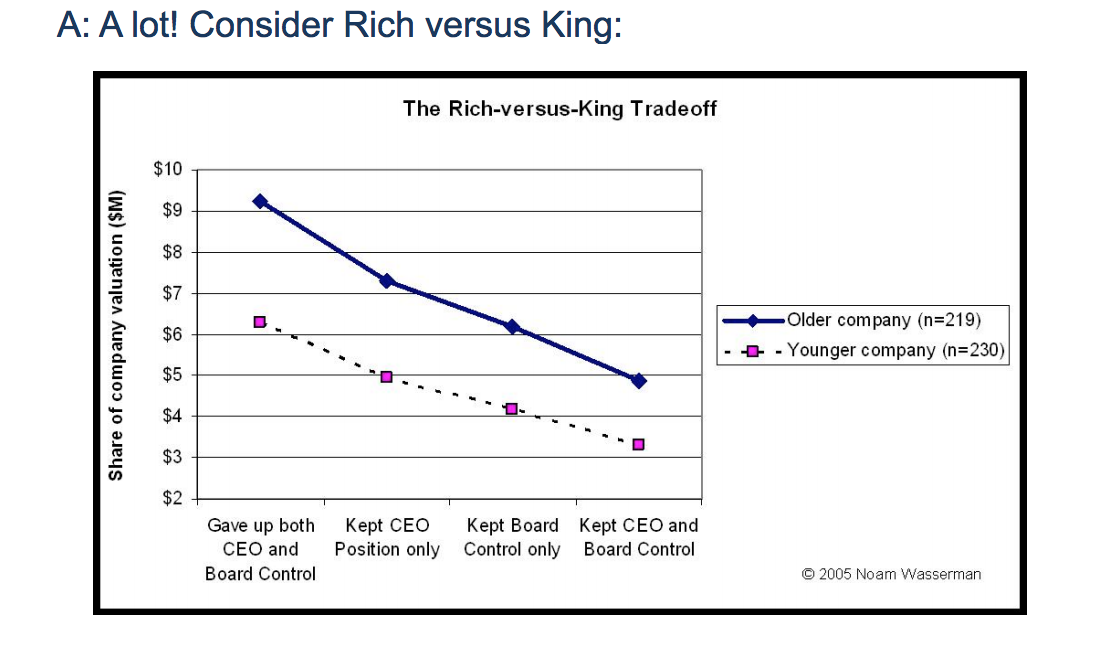 A: A lot! Consider Rich versus King:
The Rich-versus-King Tradeoff
Share of company valuation ($M)
$10
$9
$8
$7
$6
$5
$4
$3
$2
Gave up both
CEO and
Board Control
Kept CEO
Position only
Kept Board
Control only
Kept CEO and
Board Control
Older company (n=219)
Younger company (n=230)
© 2005 Noam Wasserman